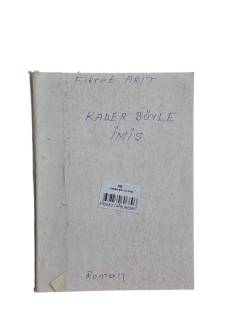 Fikret ARIT
KADER BÖYLE
İMİŞ
Roman